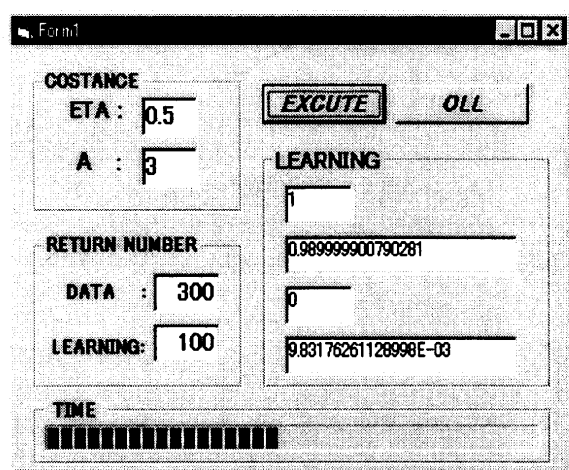 Form1
COSTANCE
ETA : 0.5
A : 3
EXCUTE
OLL
LEARNING
1
0.989999900790281
0
9.83176261128998E-03
RETURN NUMBER
DATA : 300
LEARNING: 100
TIME